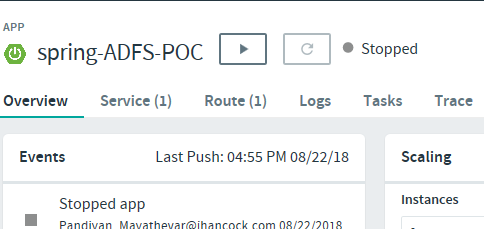 APP
spring-ADFS-POC
Stopped
Overview Service (1) Route (1) Logs Tasks Trace
Events Last Push: 04:55 PM 08/22/18
Scaling
Stopped app
Instances
Pandiyan_Mayathevar@jhancock.com 08/22/2018